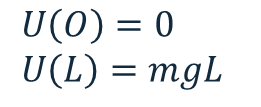 U(O) = 0
U(L) = mgL